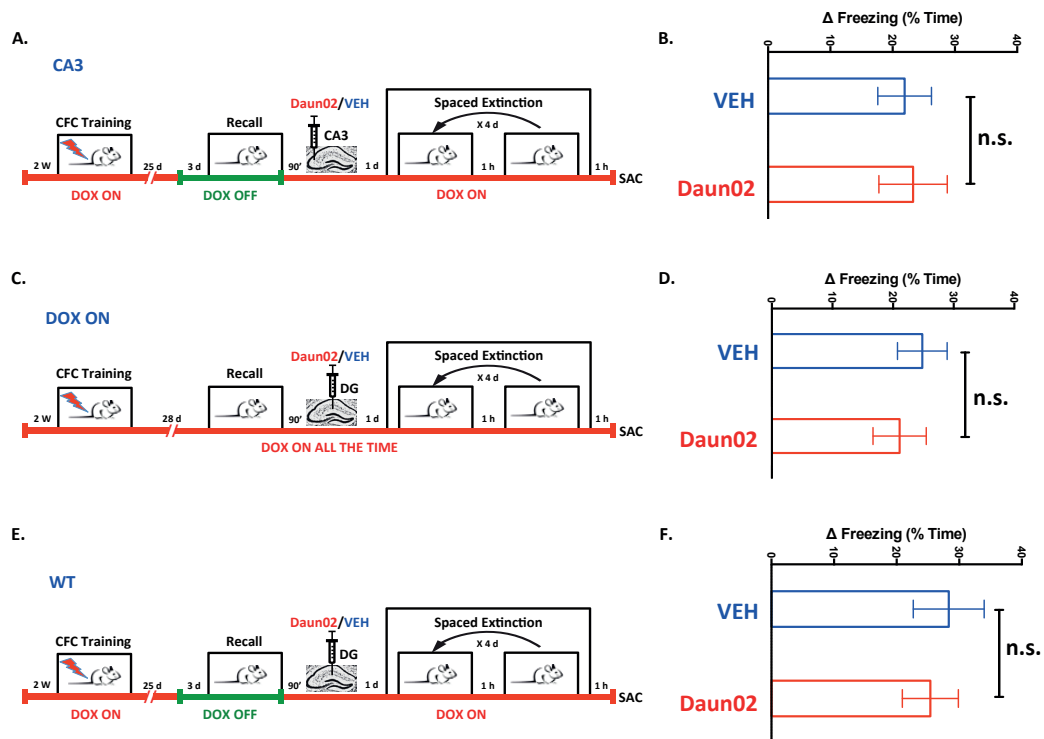 A.
CA3
CFC Training
Recall
Daun02/VEH
CA3
Spaced Extinction
X 4 d
2 W
25 d
3 d
90'
1 d
1 h
1 h
SAC
DOX ON
DOX OFF
DOX ON
B.
Δ Freezing (% Time)
0 10 20 30 40
VEH
Daun02
n.s.
C.
DOX ON
CFC Training
Recall
Daun02/VEH
DG
Spaced Extinction
X 4 d
2 W
28 d
90'
1 d
1 h
1 h
SAC
DOX ON ALL THE TIME
D.
Δ Freezing (% Time)
0 10 20 30 40
VEH
Daun02
n.s.
E.
WT
CFC Training
Recall
Daun02/VEH
DG
Spaced Extinction
X 4 d
2 W
25 d
3 d
90'
1 d
1 h
1 h
SAC
DOX ON
DOX OFF
DOX ON
F.
Δ Freezing (% Time)
0 10 20 30 40
VEH
Daun02
n.s.